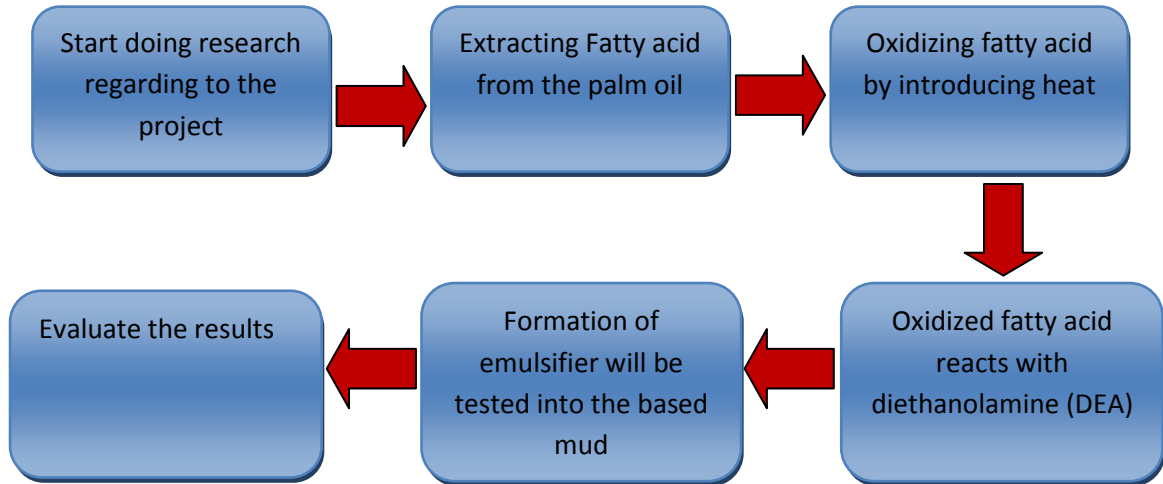 Start doing research
regarding to the
project
Extracting Fatty acid
from the palm oil
Oxidizing fatty acid
by introducing heat
Oxidized fatty acid
reacts with
diethanolamine (DEA)
Formation of
emulsifier will be
tested into the based
mud
Evaluate the results